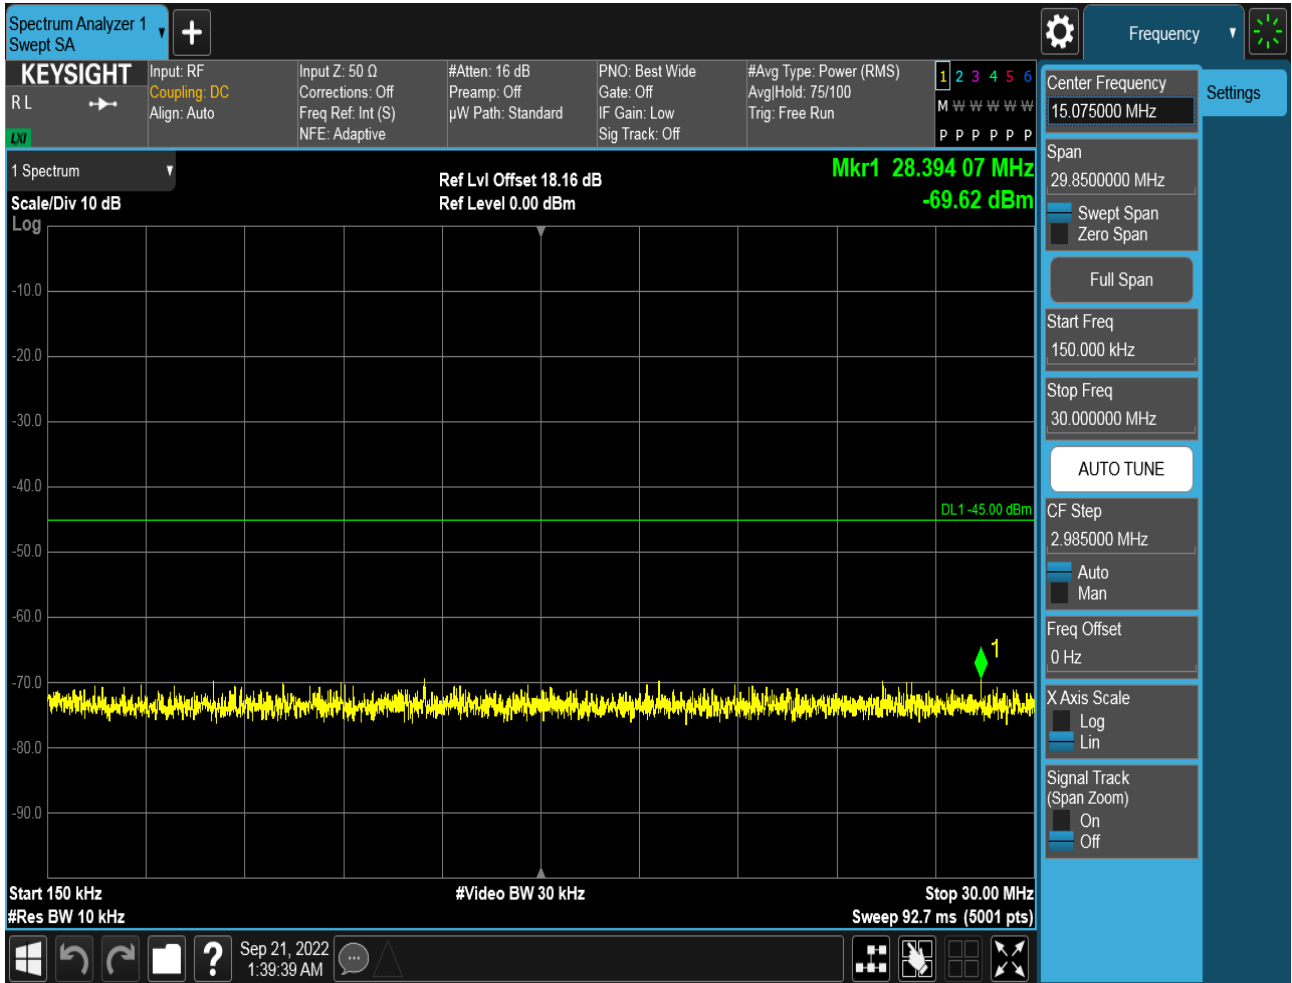 Spectrum Analyzer 1
Swept SA
Frequency
KEYSIGHT
R L
LXI
Input: RF
Coupling: DC
Align: Auto
Input Z: 50 Ω
Corrections: Off
Freq Ref: Int (S)
NFE: Adaptive
#Atten: 16 dB
Preamp: Off
µW Path: Standard
PNO: Best Wide
Gate: Off
IF Gain: Low
Sig Track: Off
#Avg Type: Power (RMS)
Avg|Hold: 75/100
Trig: Free Run
1 2 3 4 5 6
M W W W W W
P P P P P P
1 Spectrum
Scale/Div 10 dB
Log
Ref Lvl Offset 18.16 dB
Ref Level 0.00 dBm
Mkr1 28.394 07 MHz
-69.62 dBm
-10.0
-20.0
-30.0
-40.0
DL1 -45.00 dBm
-50.0
-60.0
1
-70.0
-80.0
-90.0
Start 150 kHz
#Res BW 10 kHz
#Video BW 30 kHz
Stop 30.00 MHz
Sweep 92.7 ms (5001 pts)
Center Frequency
15.075000 MHz
Settings
Span
29.8500000 MHz
Swept Span
Zero Span
Full Span
Start Freq
150.000 kHz
Stop Freq
30.000000 MHz
AUTO TUNE
CF Step
2.985000 MHz
Auto
Man
Freq Offset
0 Hz
X Axis Scale
Log
Lin
Signal Track
(Span Zoom)
On
Off
?
Sep 21, 2022
1:39:39 AM